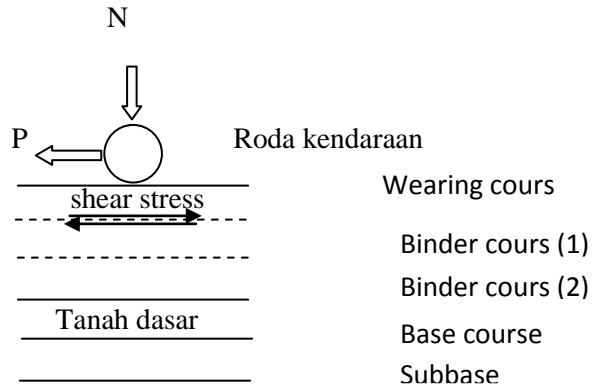 N
P
Roda kendaraan
Wearing cours
shear stress
Binder cours (1)
Binder cours (2)
Tanah dasar
Base course
Subbase